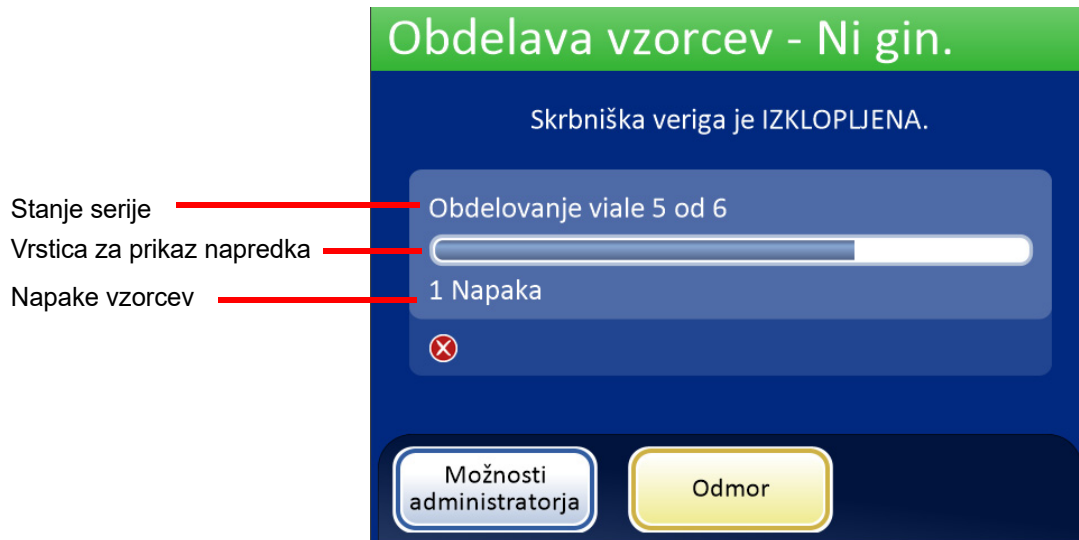 Obdelava vzorcev - Ni gin.
Skrbniška veriga je IZKLOPLJENA.
Stanje serije
Obdelovanje viale 5 od 6
Vrstica za prikaz napredka
Napake vzorcev
1 Napaka
Možnosti
administratorja
Odmor